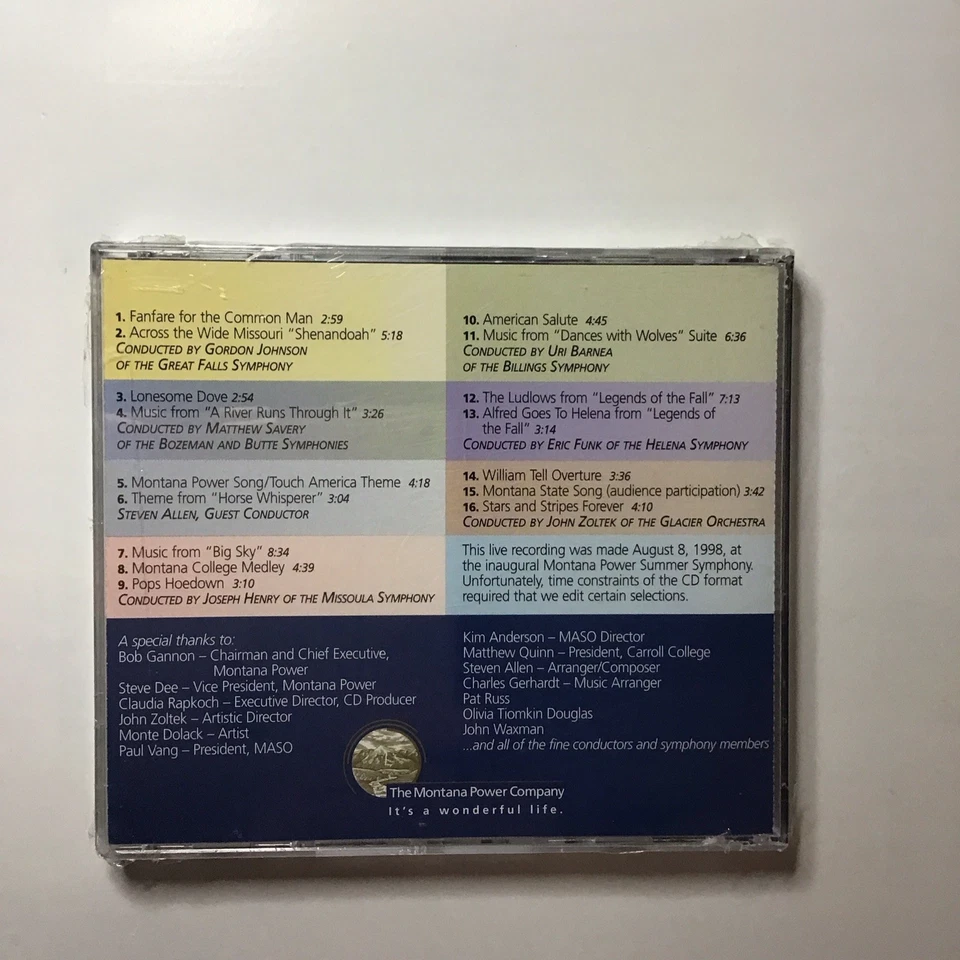 1. Fanfare for the Common Man 2:59
2. Across the Wide Missouri "Shenandoah" 5:18
CONDUCTED BY GORDON JOHNSON
OF THE GREAT FALLS SYMPHONY
3. Lonesome Dove 2:54
4. Music from "A River Runs Through It" 3:26
CONDUCTED BY MATTHEW SAVERY
OF THE BOZEMAN AND BUTTE SYMPHONIES
5. Montana Power Song/Touch America Theme 4:18
6. Theme from "Horse Whisperer" 3:04
STEVEN ALLEN, GUEST CONDUCTOR
7. Music from "Big Sky" 8:34
8. Montana College Medley 4:39
9. Pops Hoedown 3:10
CONDUCTED BY JOSEPH HENRY OF THE MISSOULA SYMPHONY
10. American Salute 4:45
11. Music from "Dances with Wolves" Suite 6:36
CONDUCTED BY URI BARNEA
OF THE BILLINGS SYMPHONY
12. The Ludlows from "Legends of the Fall" 7:13
13. Alfred Goes To Helena from "Legends of
the Fall" 3:14
CONDUCTED BY ERIC FUNK OF THE HELENA SYMPHONY
14. William Tell Overture 3:36
15. Montana State Song (audience participation) 3:42
16. Stars and Stripes Forever 4:10
CONDUCTED BY JOHN ZOLTEK OF THE GLACIER ORCHESTRA
This live recording was made August 8, 1998, at
the inaugural Montana Power Summer Symphony.
Unfortunately, time constraints of the CD format
required that we edit certain selections.
A special thanks to:
Bob Gannon – Chairman and Chief Executive,
Montana Power
Steve Dee – Vice President, Montana Power
Claudia Rapkoch – Executive Director, CD Producer
John Zoltek – Artistic Director
Monte Dolack – Artist
Paul Vang – President, MASO
Kim Anderson – MASO Director
Matthew Quinn – President, Carroll College
Steven Allen – Arranger/Composer
Charles Gerhardt – Music Arranger
Pat Russ
Olivia Tiomkin Douglas
John Waxman
...and all of the fine conductors and symphony members
The Montana Power Company
It's a wonderful life.